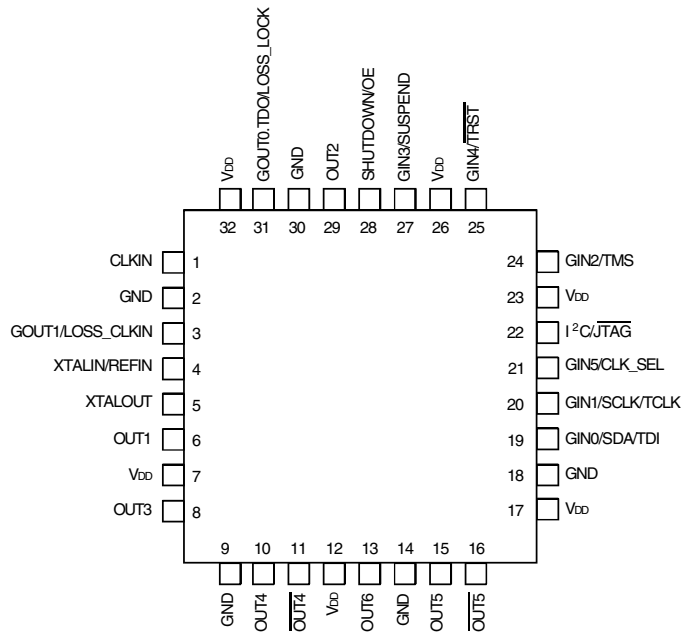 VDD
GOUT0.TDO/LOSS_LOCK
GND
OUT2
SHUTDOWN/OE
GIN3/SUSPEND
VDD
GIN4/TRST
32 31 30 29 28 27 26 25
CLKIN 1
GND 2
GOUT1/LOSS_CLKIN 3
XTALIN/REFIN 4
XTALOUT 5
OUT1 6
VDD 7
OUT3 8
24 GIN2/TMS
23 VDD
22 I²C/JTAG
21 GIN5/CLK_SEL
20 GIN1/SCLK/TCLK
19 GIN0/SDA/TDI
18 GND
17 VDD
9 10 11 12 13 14 15 16
GND
OUT4
OUT4
VDD
OUT6
GND
OUT5
OUT5